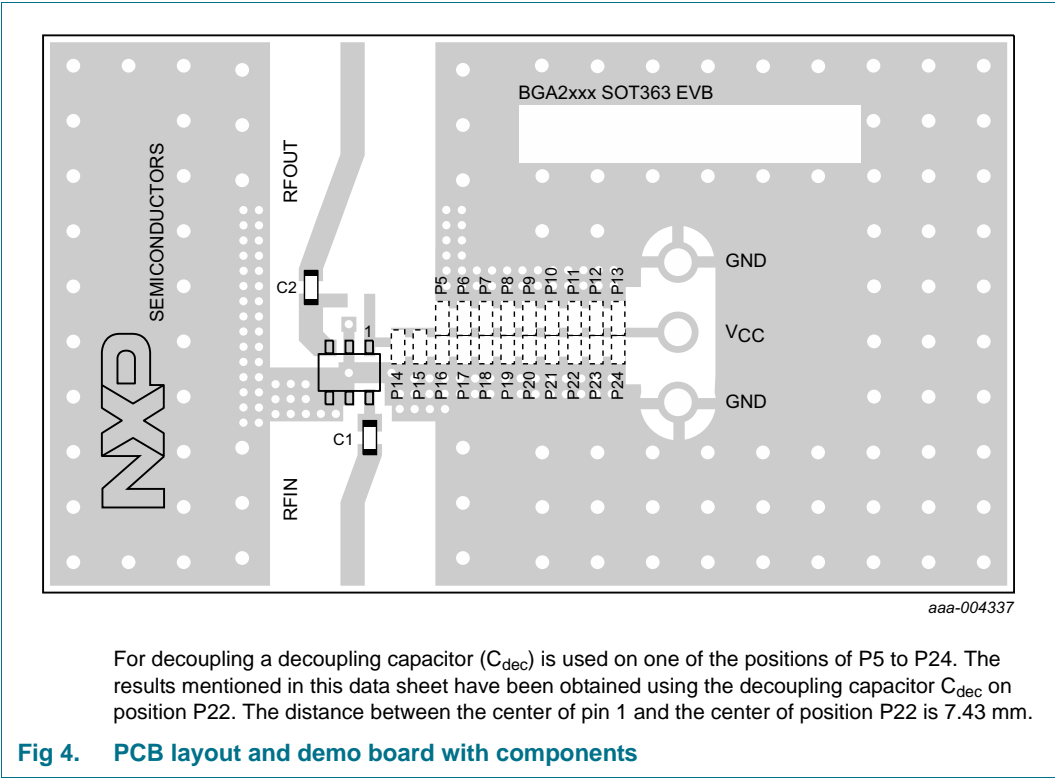 BGA2xxx SOT363 EVB
NXP
SEMICONDUCTORS
RFOUT
C2
1
P5
P6
P7
P8
P9
P10
P11
P12
P13
GND
VCC
GND
P14
P15
P16
P17
P18
P19
P20
P21
P22
P23
P24
C1
RFIN
aaa-004337
For decoupling a decoupling capacitor (Cdec) is used on one of the positions of P5 to P24. The
results mentioned in this data sheet have been obtained using the decoupling capacitor Cdec on
position P22. The distance between the center of pin 1 and the center of position P22 is 7.43 mm.
Fig 4. PCB layout and demo board with components